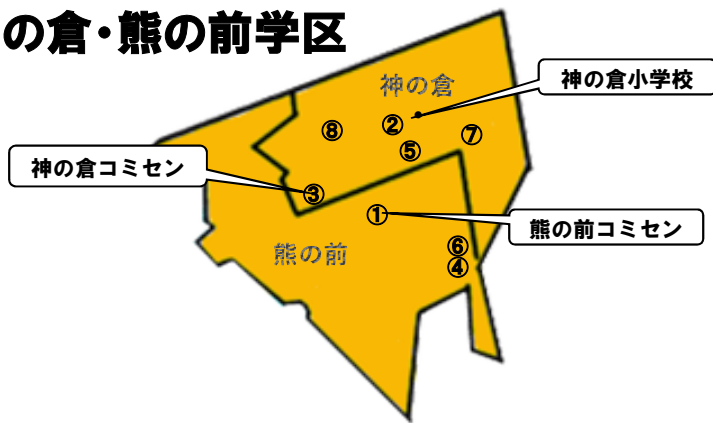 の倉・熊の前学区
神の倉
神の倉小学校
⑧
②
⑦
⑤
神の倉コミセン
③
①
熊の前コミセン
熊の前
⑥
④